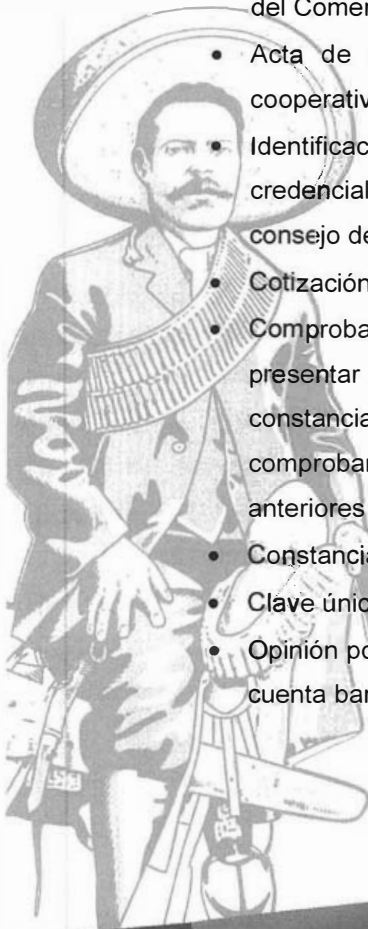 del Comer
• Acta de
cooperativ
• Identificac
credencial
consejo de
• Cotización
• Comproba
presentar
constancia
comprobar
anteriores
• Constancia
• Clave únic
• Opinión po
cuenta bar